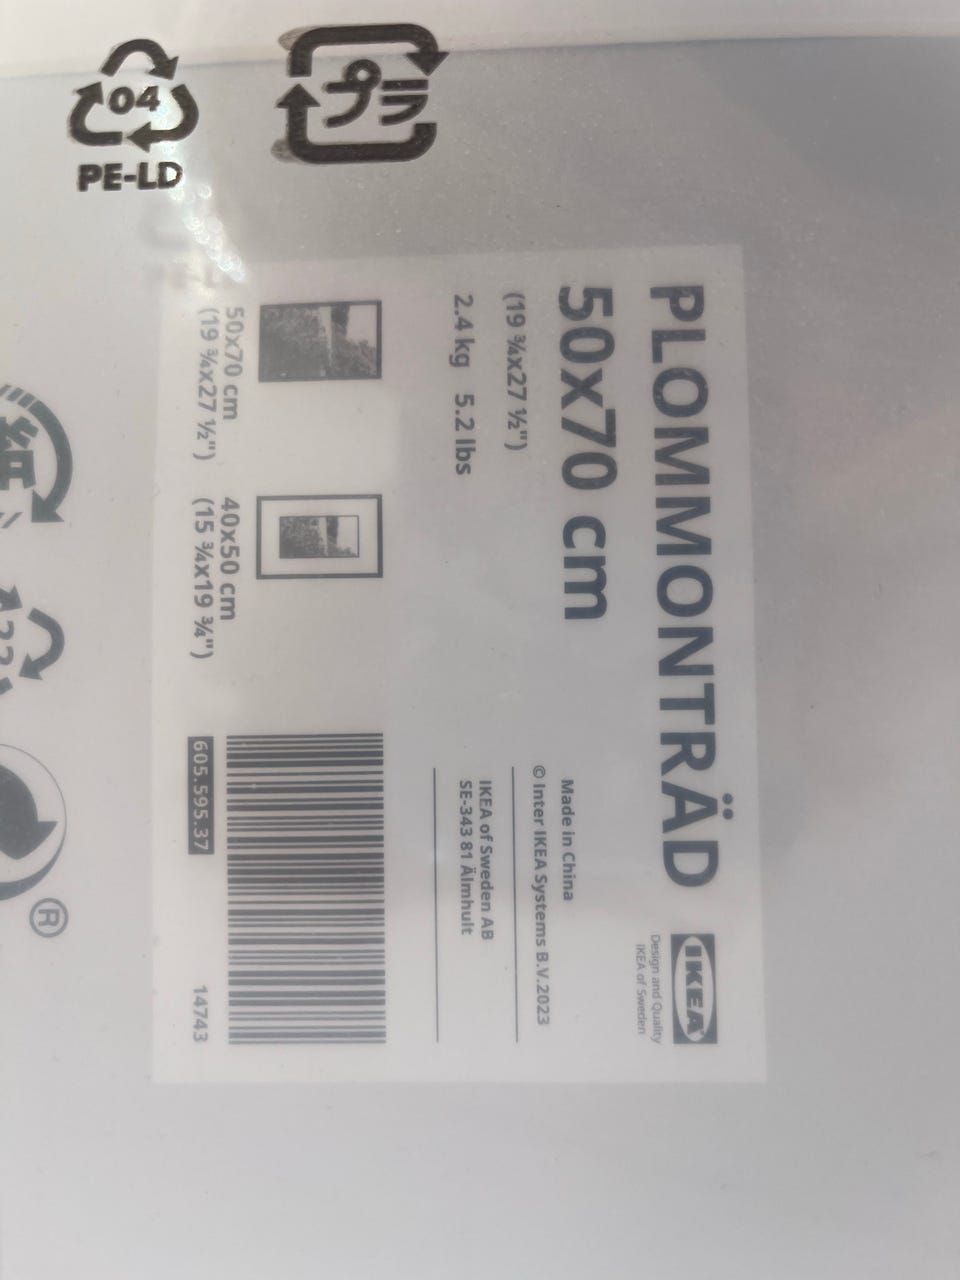 04
PE-LD
プラ
PLOMMONTRÄD
IKEA
Design and Quality
IKEA of Sweden
50x70 cm
(19 ¾x27 ½")
2.4 kg 5.2 lbs
Made in China
© Inter IKEA Systems B.V.2023
IKEA of Sweden AB
SE-343 81 Älmhult
50x70 cm
(19 ¾x27 ½")
40x50 cm
(15 ¾x19 ¾")
605.595.37
14743
紙
®